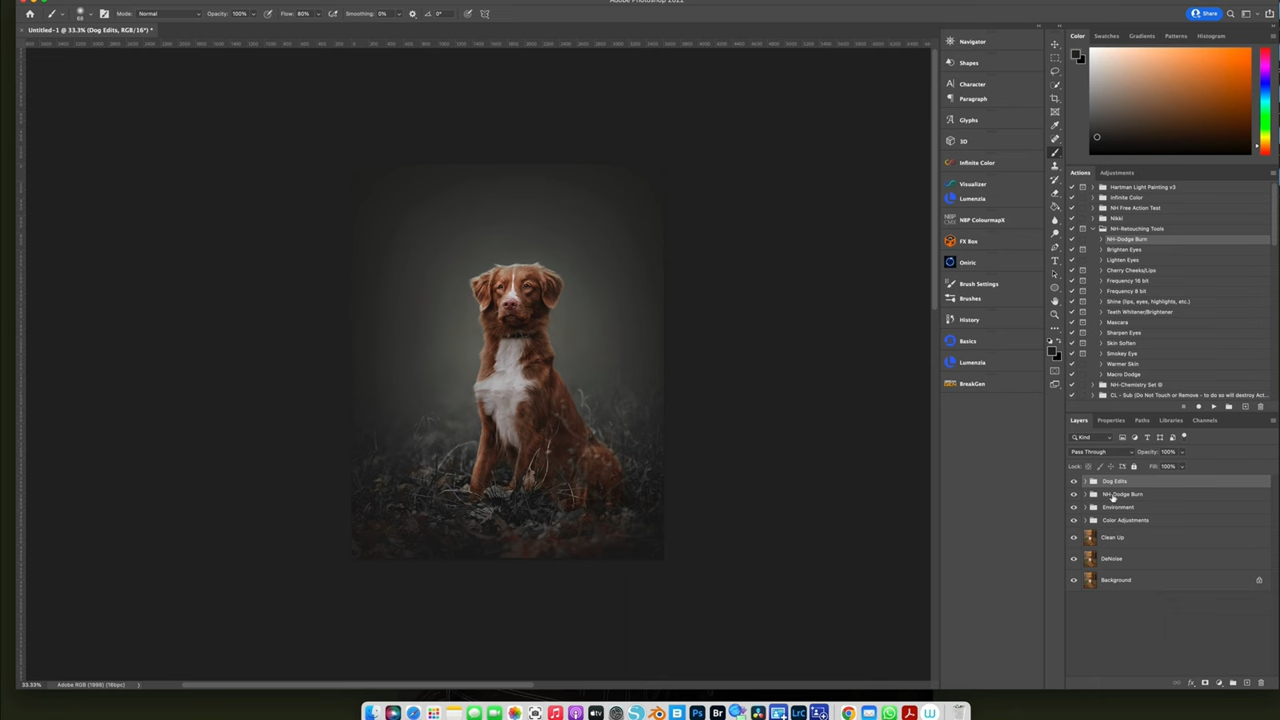 Adobe Photoshop 2022
Mode: Normal Opacity: 100% Flow: 80% Smoothing: 0% 0° Share
Untitled-1 @ 33.3% (Dog Edits, RGB/16*) *
Navigator
Shapes
Character
Paragraph
Glyphs
3D
Infinite Color
Visualizer
Lumenzia
NBP ColourmapX
FX Box
Oniric
Brush Settings
Brushes
History
Basics
Lumenzia
BreakGen
Color Swatches Gradients Patterns Histogram
Actions Adjustments
Hartman Light Painting v3
Infinite Color
NH Free Action Test
Nikki
NH-Retouching Tools
NH-Dodge Burn
Brighten Eyes
Lighten Eyes
Cherry Cheeks/Lips
Frequency 16 bit
Frequency 8 bit
Shine (lips, eyes, highlights, etc.)
Teeth Whitener/Brightener
Mascara
Sharpen Eyes
Skin Soften
Smokey Eye
Warmer Skin
Macro Dodge
NH-Chemistry Set ©
CL - Sub (Do Not Touch or Remove - to do so will destroy Act...
Layers Properties Paths Libraries Channels
Kind
Pass Through Opacity: 100%
Lock: Fill: 100%
Dog Edits
NH-Dodge Burn
Environment
Color Adjustments
Clean Up
DeNoise
Background
33.33% Adobe RGB (1998) (16bpc)